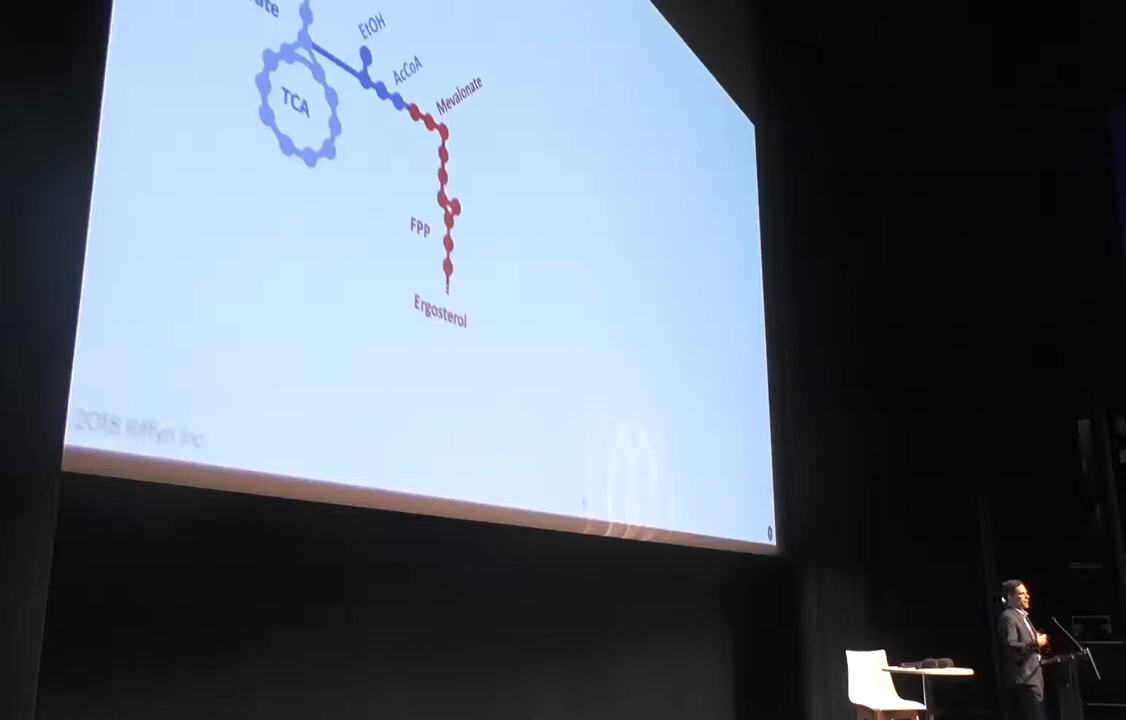 EtOH
AcCoA
Mevalonate
TCA
FPP
Ergosterol
2018 Riffyn Inc